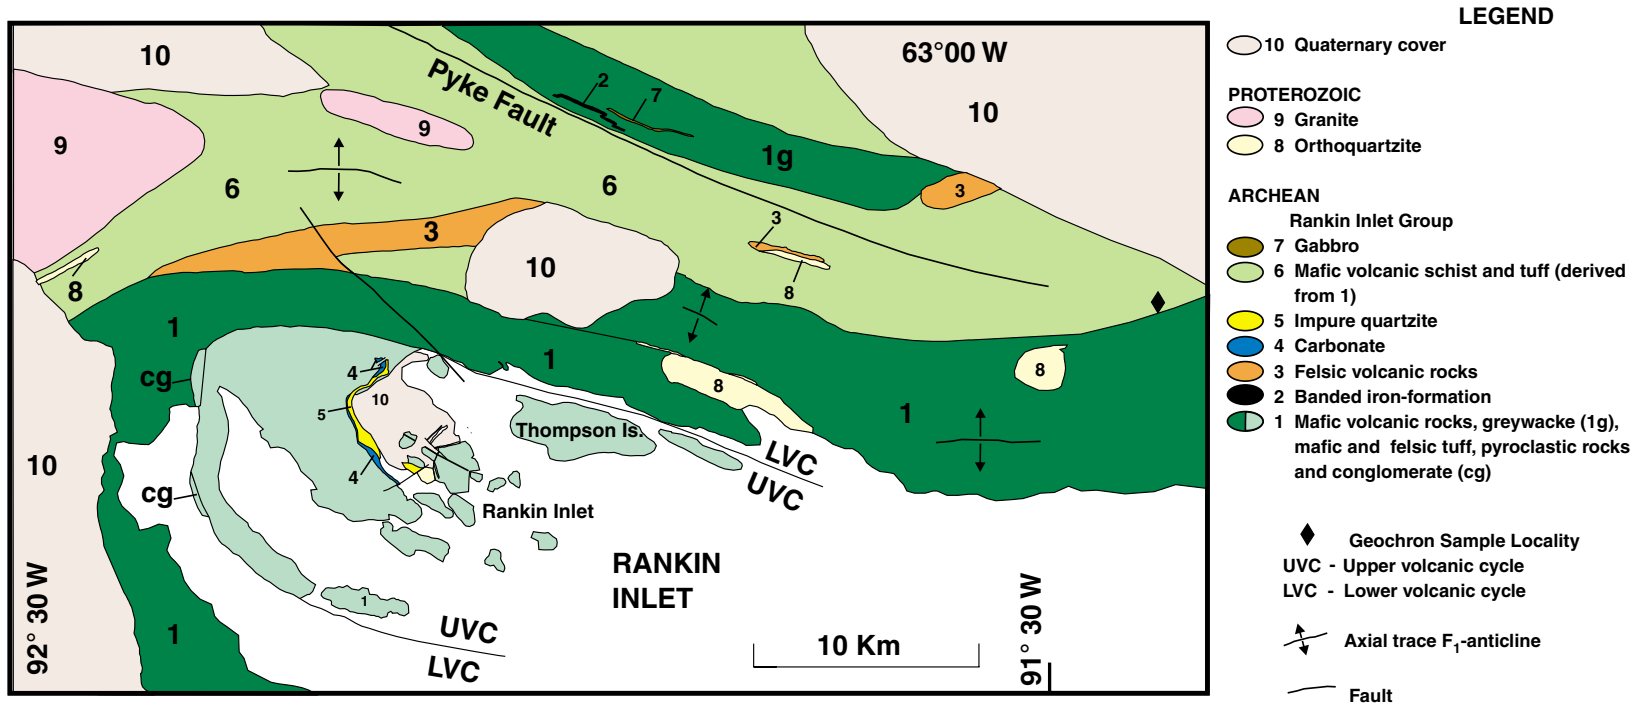 LEGEND
10 Quaternary cover
PROTEROZOIC
9 Granite
8 Orthoquartzite
ARCHEAN
Rankin Inlet Group
7 Gabbro
6 Mafic volcanic schist and tuff (derived
from 1)
5 Impure quartzite
4 Carbonate
3 Felsic volcanic rocks
2 Banded iron-formation
1 Mafic volcanic rocks, greywacke (1g),
mafic and felsic tuff, pyroclastic rocks
and conglomerate (cg)
Geochron Sample Locality
UVC - Upper volcanic cycle
LVC - Lower volcanic cycle
Axial trace F1-anticline
Fault
10
63°00 W
Pyke Fault
2
7
10
9
9
1g
6
6
3
3
3
10
8
8
1
1
cg
4
5
10
8
8
1
Thompson Is.
LVC
UVC
10
4
cg
Rankin Inlet
RANKIN
INLET
92° 30 W
1
1
UVC
LVC
10 Km
91° 30 W